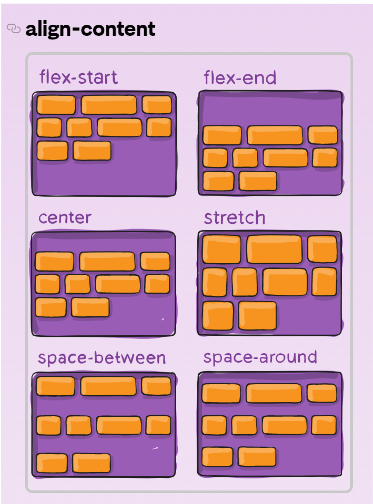 align-content
flex-start
flex-end
center
stretch
space-between
space-around